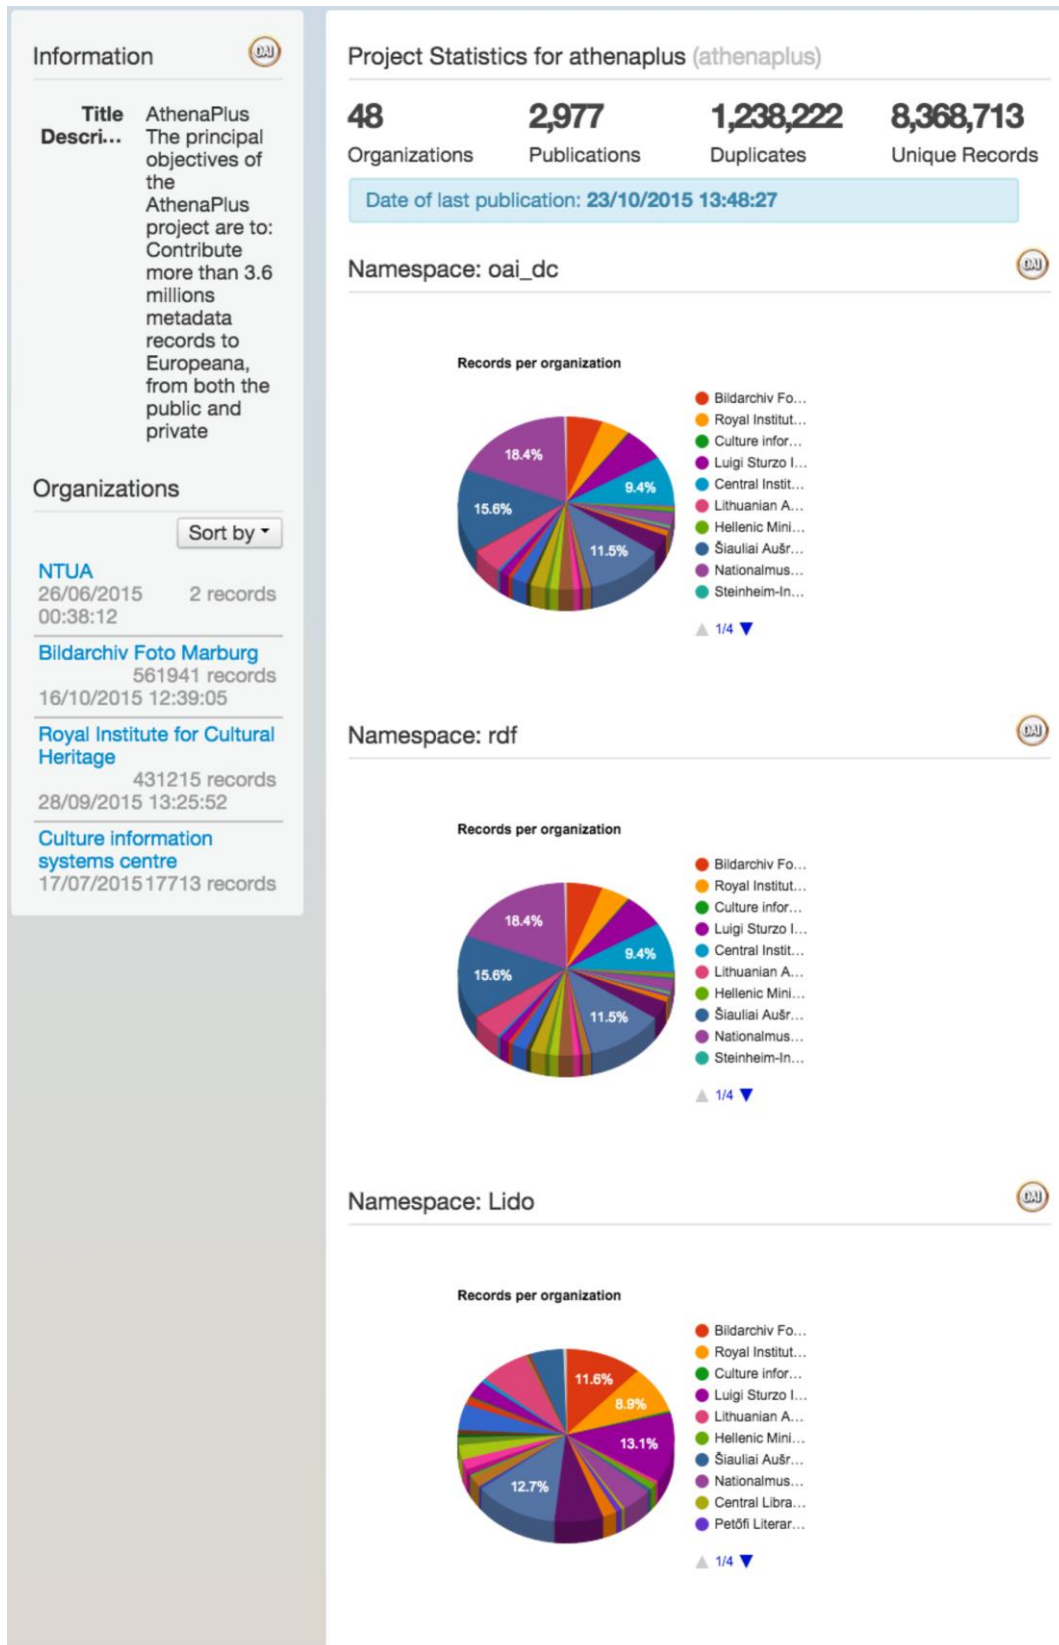 Information
OAI
Title AthenaPlus
Descri... The principal
objectives of
the
AthenaPlus
project are to:
Contribute
more than 3.6
millions
metadata
records to
Europeana,
from both the
public and
private
Organizations
Sort by
NTUA
26/06/2015 2 records
00:38:12
Bildarchiv Foto Marburg
561941 records
16/10/2015 12:39:05
Royal Institute for Cultural
Heritage
431215 records
28/09/2015 13:25:52
Culture information
systems centre
17/07/2015 17713 records
Project Statistics for athenaplus (athenaplus)
48 2,977 1,238,222 8,368,713
Organizations Publications Duplicates Unique Records
Date of last publication: 23/10/2015 13:48:27
Namespace: oai_dc
OAI
Records per organization
18.4%
9.4%
15.6%
11.5%
Bildarchiv Fo...
Royal Institut...
Culture infor...
Luigi Sturzo I...
Central Instit...
Lithuanian A...
Hellenic Mini...
Šiauliai Aušr...
Nationalmus...
Steinheim-In...
1/4
Namespace: rdf
OAI
Records per organization
18.4%
9.4%
15.6%
11.5%
Bildarchiv Fo...
Royal Institut...
Culture infor...
Luigi Sturzo I...
Central Instit...
Lithuanian A...
Hellenic Mini...
Šiauliai Aušr...
Nationalmus...
Steinheim-In...
1/4
Namespace: Lido
OAI
Records per organization
11.6%
8.9%
13.1%
12.7%
Bildarchiv Fo...
Royal Institut...
Culture infor...
Luigi Sturzo I...
Lithuanian A...
Hellenic Mini...
Šiauliai Aušr...
Nationalmus...
Central Libra...
Petőfi Literar...
1/4